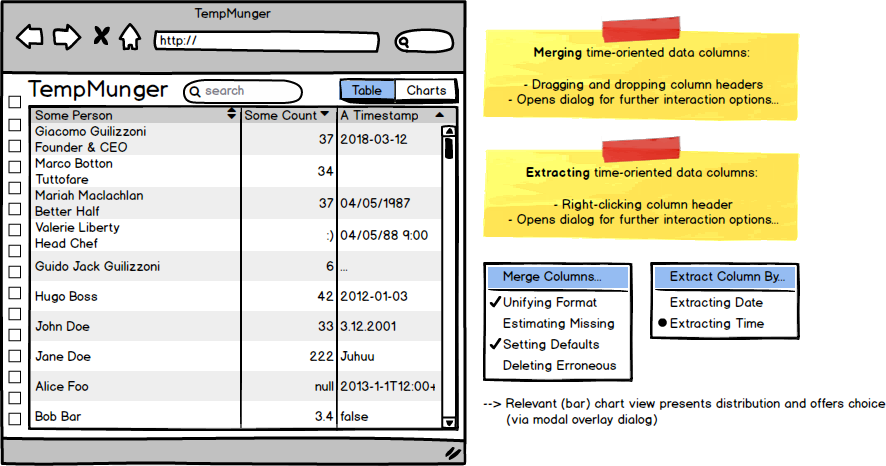 TempMunger
http://
TempMunger
search
Table Charts
Some Person Some Count A Timestamp
Giacomo Guilizzoni
Founder & CEO
37 2018-03-12
Marco Botton
Tuttofare
34
Mariah Maclachlan
Better Half
37 04/05/1987
Valerie Liberty
Head Chef
:) 04/05/88 9:00
Guido Jack Guilizzoni 6 ...
Hugo Boss 42 2012-01-03
John Doe 33 3.12.2001
Jane Doe 222 Juhuu
Alice Foo null 2013-1-1T12:00+
Bob Bar 3.4 false
Merging time-oriented data columns:
- Dragging and dropping column headers
- Opens dialog for further interaction options...
Extracting time-oriented data columns:
- Right-clicking column header
- Opens dialog for further interaction options...
Merge Columns...
Unifying Format
Estimating Missing
Setting Defaults
Deleting Erroneous
Extract Column By...
Extracting Date
Extracting Time
--> Relevant (bar) chart view presents distribution and offers choice
(via modal overlay dialog)